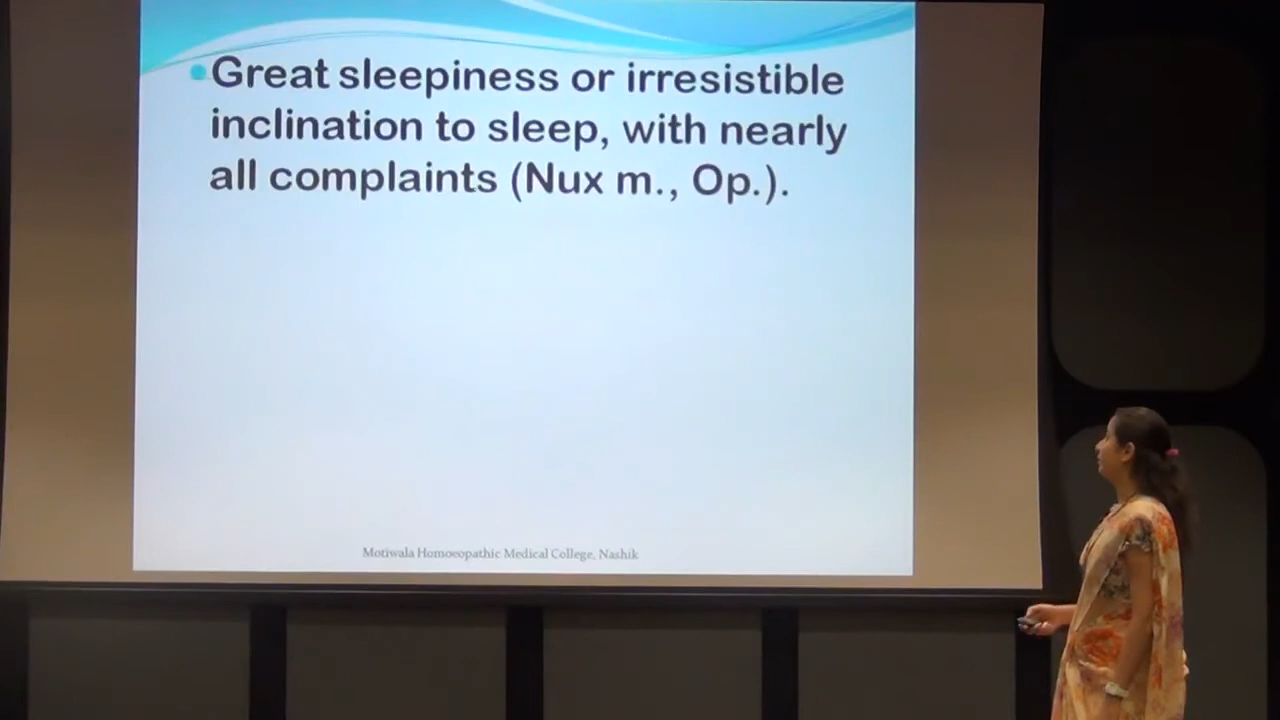 Great sleepiness or irresistible
inclination to sleep, with nearly
all complaints (Nux m., Op.).
Motiwala Homoeopathic Medical College, Nashik